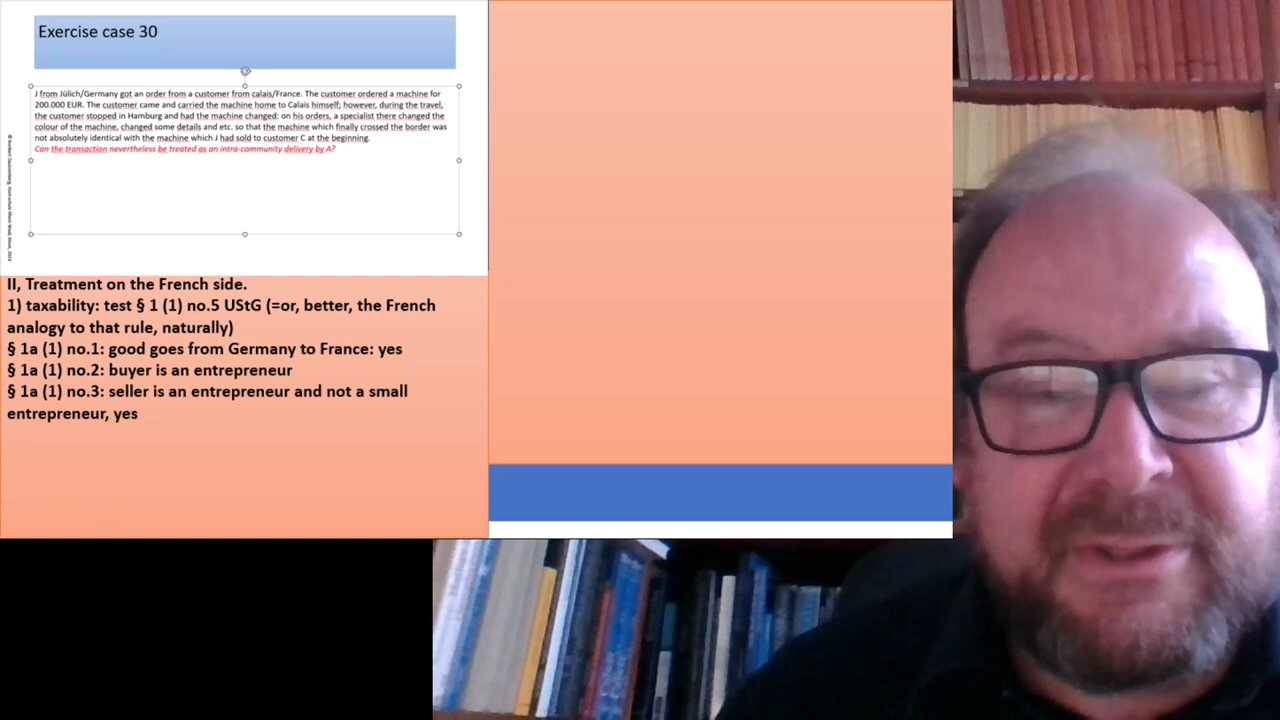 Exercise case 30
J from Jülich/Germany got an order from a customer from calais/France. The customer ordered a machine for
200.000 EUR. The customer came and carried the machine home to Calais himself; however, during the travel,
the customer stopped in Hamburg and had the machine changed: on his orders, a specialist there changed the
colour of the machine, changed some details and etc. so that the machine which finally crossed the border was
not absolutely identical with the machine which J had sold to customer C at the beginning.
Can the transaction nevertheless be treated as an intra-community delivery by A?
II, Treatment on the French side.
1) taxability: test § 1 (1) no.5 UStG (=or, better, the French
analogy to that rule, naturally)
§ 1a (1) no.1: good goes from Germany to France: yes
§ 1a (1) no.2: buyer is an entrepreneur
§ 1a (1) no.3: seller is an entrepreneur and not a small
entrepreneur, yes